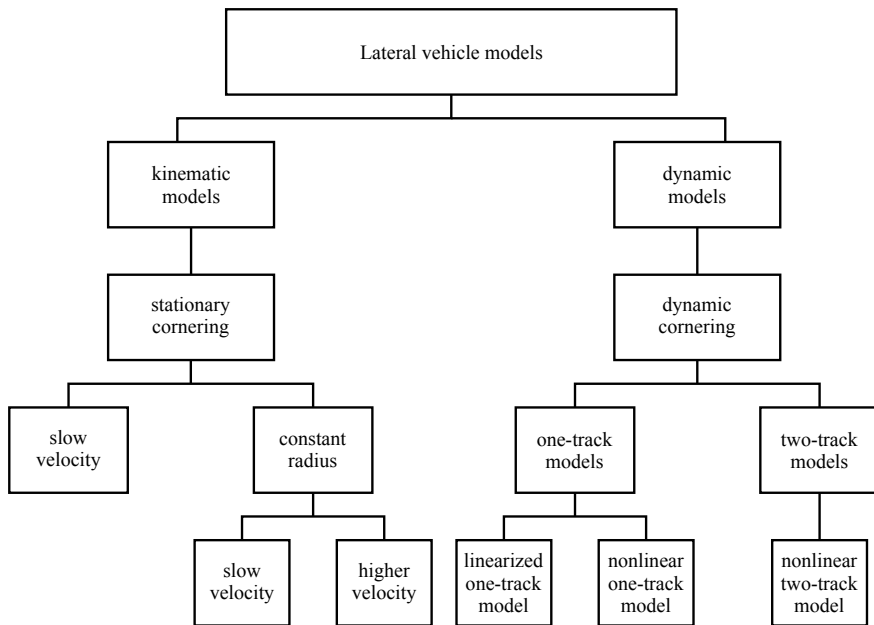 Lateral vehicle models
kinematic
models
dynamic
models
stationary
cornering
dynamic
cornering
slow
velocity
constant
radius
one-track
models
two-track
models
slow
velocity
higher
velocity
linearized
one-track
model
nonlinear
one-track
model
nonlinear
two-track
model